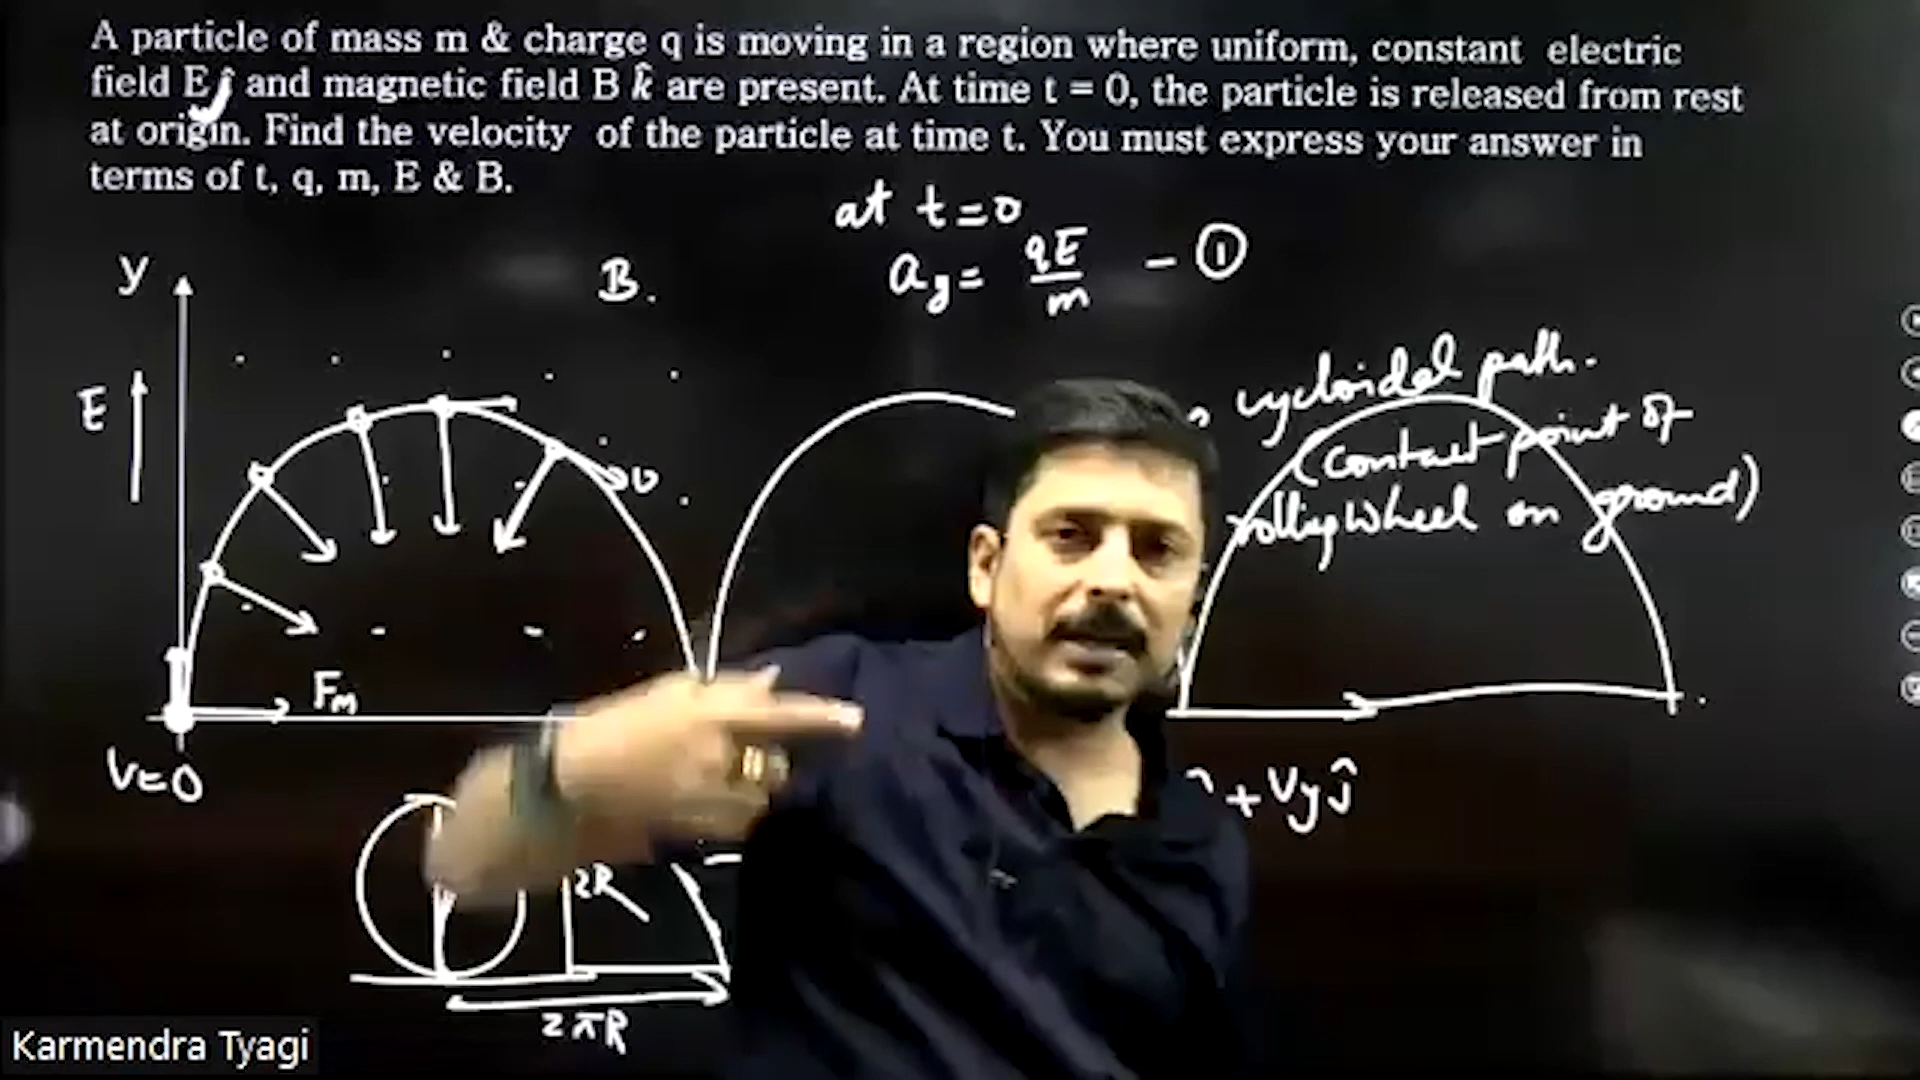 A particle of mass m & charge q is moving in a region where uniform, constant electric
field E ĵ and magnetic field B k̂ are present. At time t = 0, the particle is released from rest
at origin. Find the velocity of the particle at time t. You must express your answer in
terms of t, q, m, E & B.
at t=0
a_y = qE/m - ①
y
B.
E
cycloidal path.
(contact point of
rolling wheel on ground)
v
F_M
V=0
+ Vyĵ
2R
2πR
Karmendra Tyagi